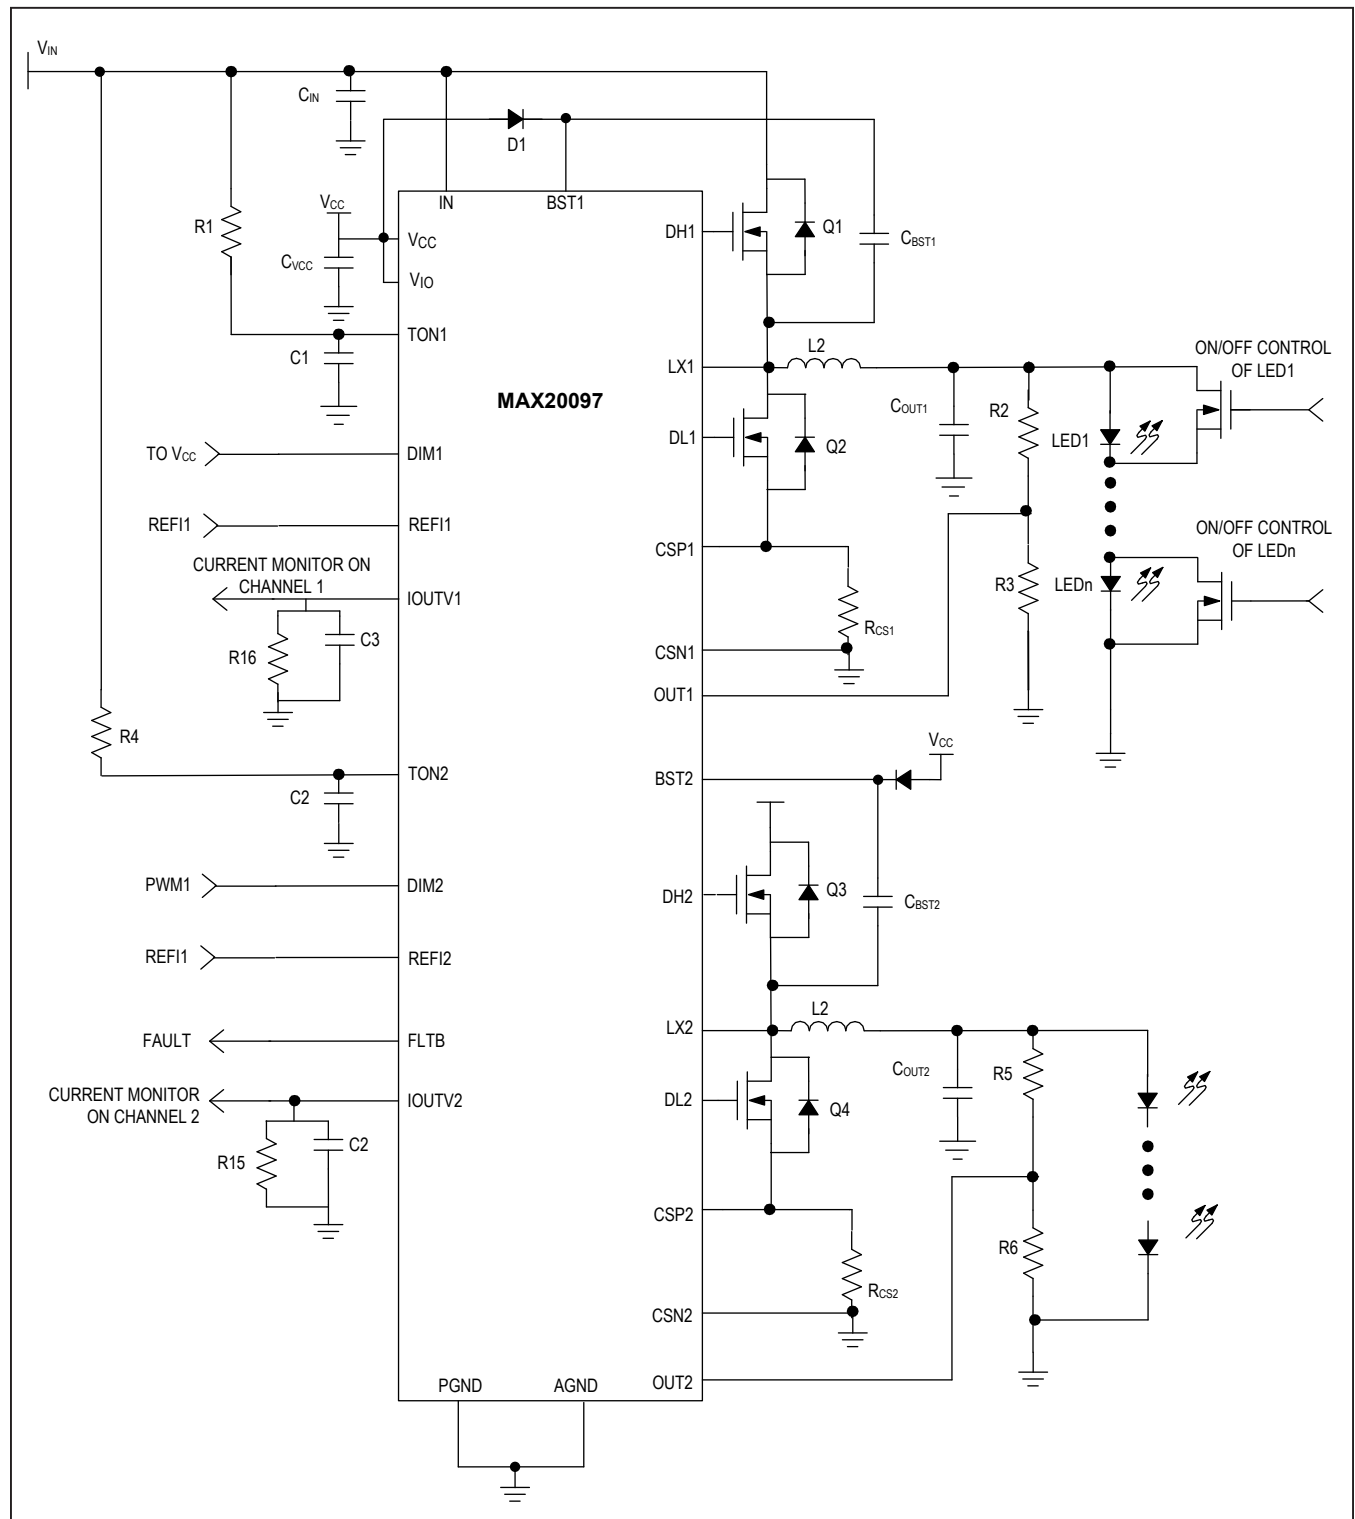 VIN
CIN
D1
IN
BST1
R1
VCC
VCC
CVCC
VIO
DH1
Q1
CBST1
TON1
C1
L2
LX1
ON/OFF CONTROL
OF LED1
MAX20097
COUT1
R2
LED1
TO VCC
DIM1
DL1
Q2
REFI1
REFI1
CSP1
ON/OFF CONTROL
OF LEDn
CURRENT MONITOR ON
CHANNEL 1
IOUTV1
R3
LEDn
RCS1
R16
C3
CSN1
OUT1
R4
VCC
TON2
BST2
C2
PWM1
DIM2
DH2
Q3
CBST2
REFI1
REFI2
L2
LX2
FAULT
FLTB
COUT2
R5
CURRENT MONITOR
ON CHANNEL 2
IOUTV2
DL2
Q4
R15
C2
CSP2
R6
RCS2
CSN2
PGND
AGND
OUT2